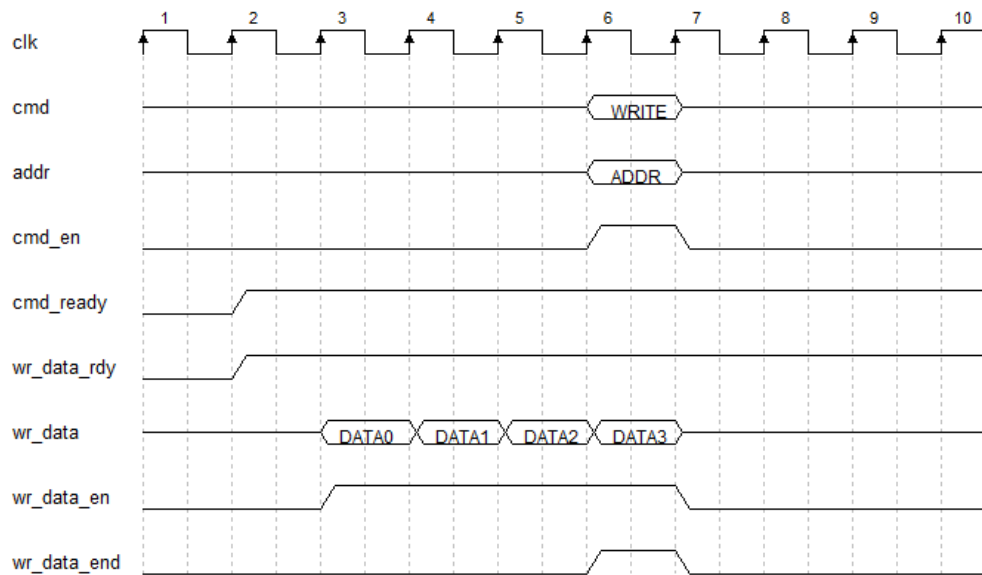 1 2 3 4 5 6 7 8 9 10
clk
cmd WRITE
addr ADDR
cmd_en
cmd_ready
wr_data_rdy
wr_data DATA0 DATA1 DATA2 DATA3
wr_data_en
wr_data_end